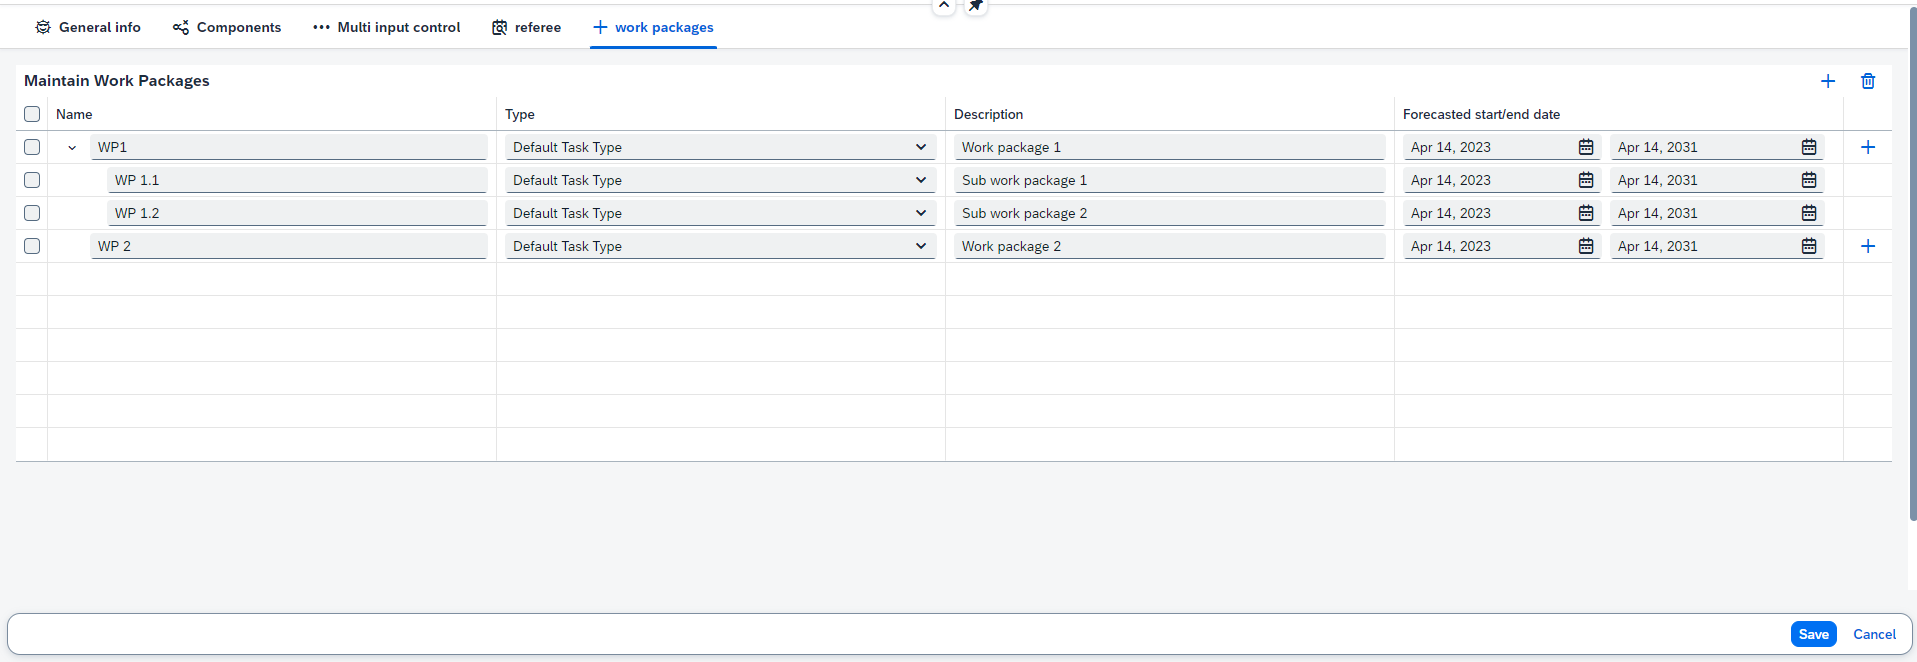 General info Components Multi input control referee work packages
Maintain Work Packages
Name Type Description Forecasted start/end date
WP1 Default Task Type Work package 1 Apr 14, 2023 Apr 14, 2031
WP 1.1 Default Task Type Sub work package 1 Apr 14, 2023 Apr 14, 2031
WP 1.2 Default Task Type Sub work package 2 Apr 14, 2023 Apr 14, 2031
WP 2 Default Task Type Work package 2 Apr 14, 2023 Apr 14, 2031
Save Cancel